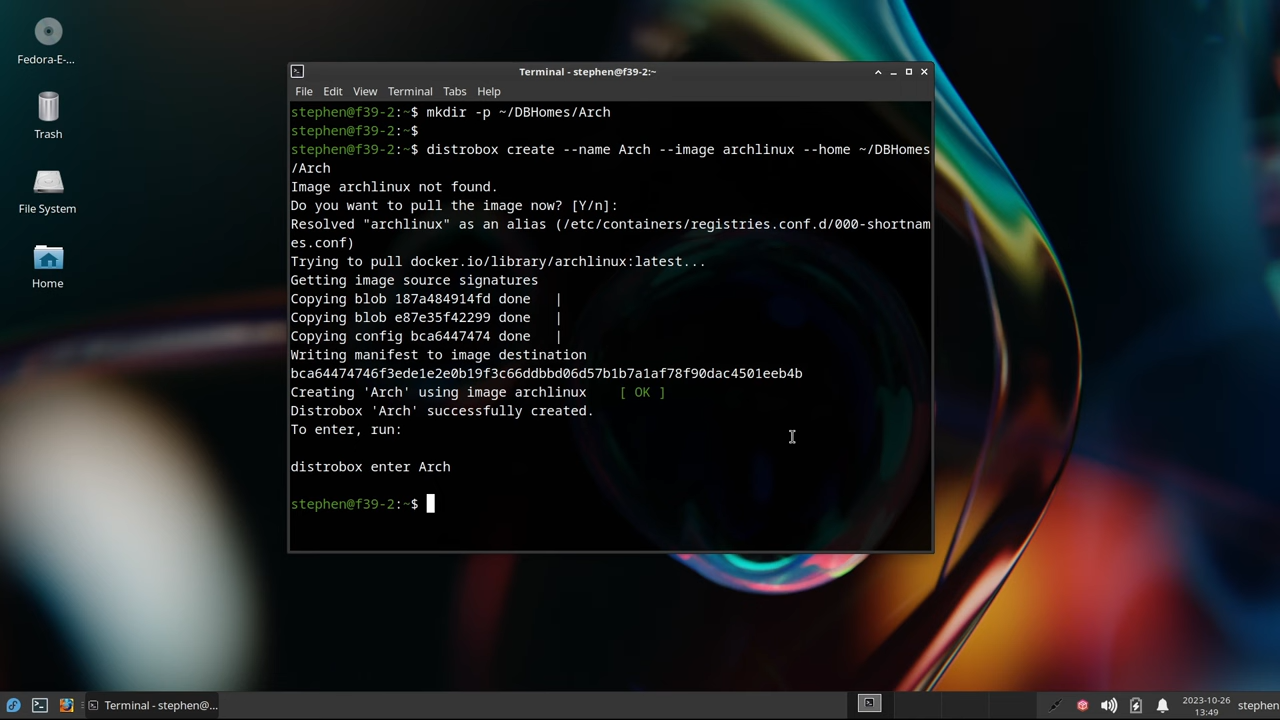 Fedora-E-...
Trash
File System
Home
Terminal - stephen@f39-2:~
File Edit View Terminal Tabs Help
stephen@f39-2:~$ mkdir -p ~/DBHomes/Arch
stephen@f39-2:~$
stephen@f39-2:~$ distrobox create --name Arch --image archlinux --home ~/DBHomes
/Arch
Image archlinux not found.
Do you want to pull the image now? [Y/n]:
Resolved "archlinux" as an alias (/etc/containers/registries.conf.d/000-shortnam
es.conf)
Trying to pull docker.io/library/archlinux:latest...
Getting image source signatures
Copying blob 187a484914fd done   |
Copying blob e87e35f42299 done   |
Copying config bca6447474 done   |
Writing manifest to image destination
bca64474746f3ede1e2e0b19f3c66ddbbd06d57b1b7a1af78f90dac4501eeb4b
Creating 'Arch' using image archlinux    [ OK ]
Distrobox 'Arch' successfully created.
To enter, run:
distrobox enter Arch
stephen@f39-2:~$
Terminal - stephen@...
2023-10-26
13:49
stephen